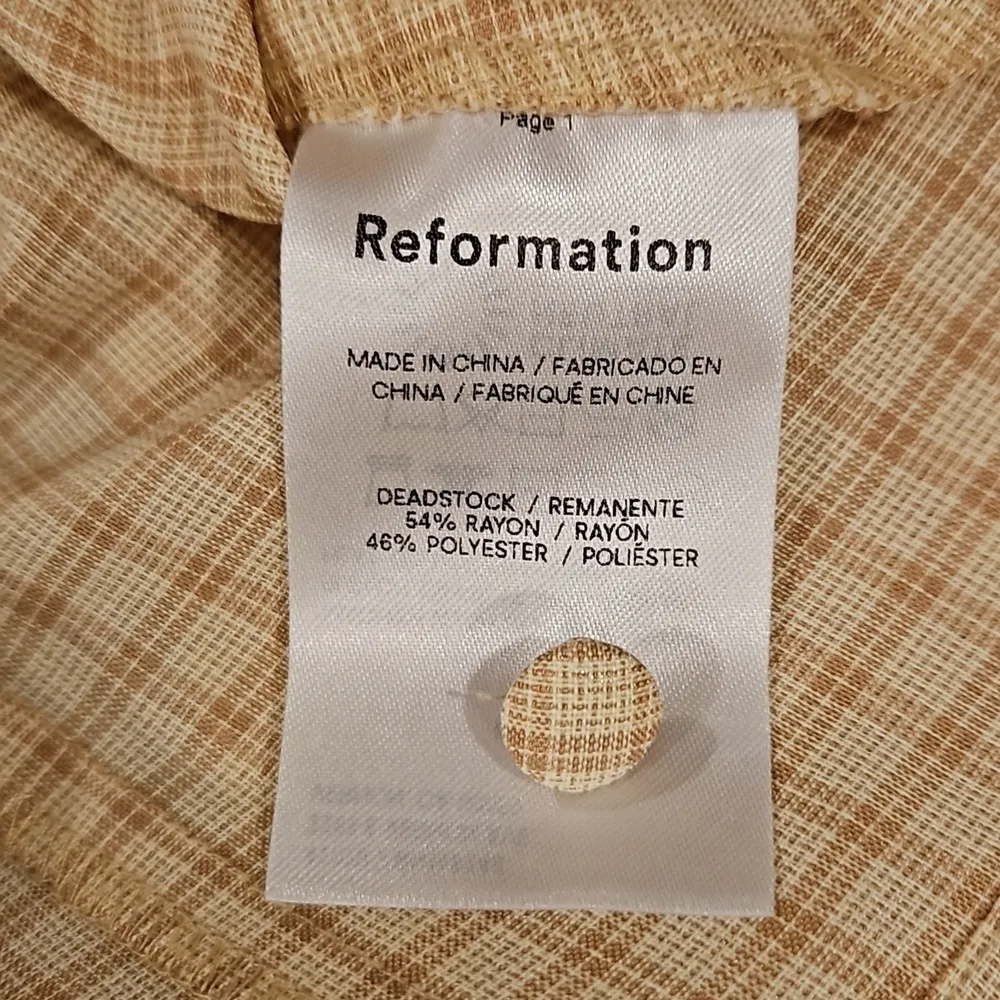 Page 1
Reformation
MADE IN CHINA / FABRICADO EN
CHINA / FABRIQUÉ EN CHINE
DEADSTOCK / REMANENTE
54% RAYON / RAYÓN
46% POLYESTER / POLIÉSTER